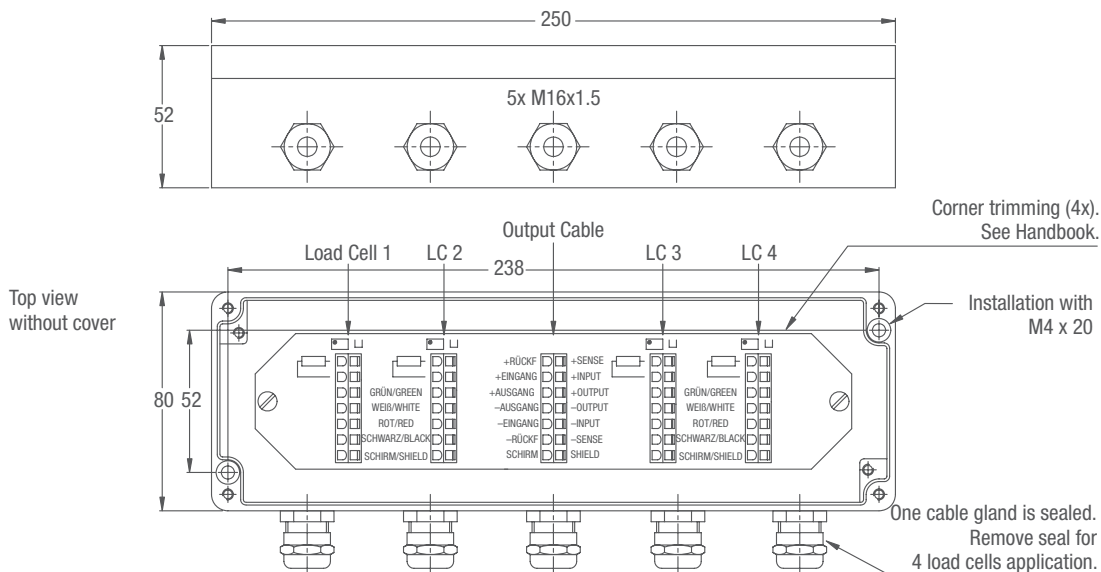 250
52
5x M16x1.5
Corner trimming (4x).
See Handbook.
Output Cable
Load Cell 1
LC 2
LC 3
LC 4
238
Top view
without cover
Installation with
M4 x 20
80
52
+RÜCKF
+SENSE
+EINGANG
+INPUT
GRÜN/GREEN
+AUSGANG
+OUTPUT
GRÜN/GREEN
WEIß/WHITE
–AUSGANG
–OUTPUT
WEIß/WHITE
ROT/RED
–EINGANG
–INPUT
ROT/RED
SCHWARZ/BLACK
–RÜCKF
–SENSE
SCHWARZ/BLACK
SCHIRM/SHIELD
SCHIRM
SHIELD
SCHIRM/SHIELD
One cable gland is sealed.
Remove seal for
4 load cells application.